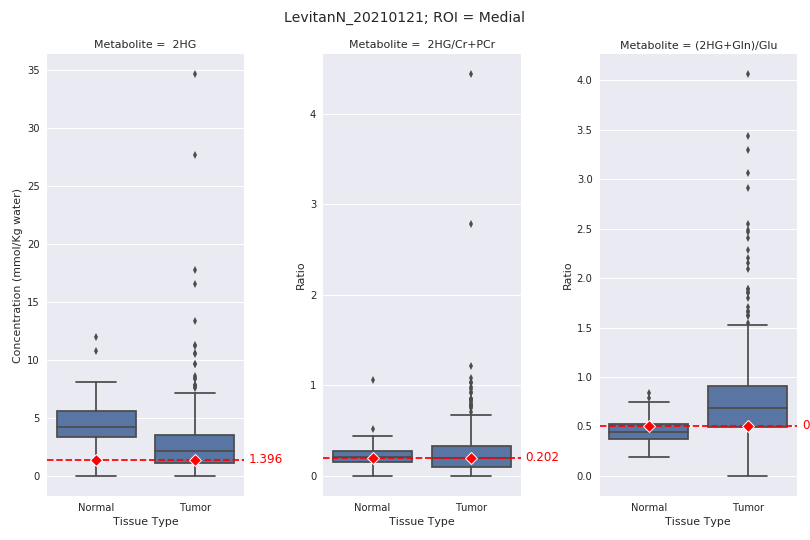 LevitanN_20210121; ROI = Medial
Metabolite = 2HG
Metabolite = 2HG/Cr+PCr
Metabolite = (2HG+Gln)/Glu
Concentration (mmol/Kg water)
35
30
25
20
15
10
5
0
1.396
Normal
Tumor
Tissue Type
Ratio
4
3
2
1
0
0.202
Normal
Tumor
Tissue Type
Ratio
4.0
3.5
3.0
2.5
2.0
1.5
1.0
0.5
0.0
0
Normal
Tumor
Tissue Type